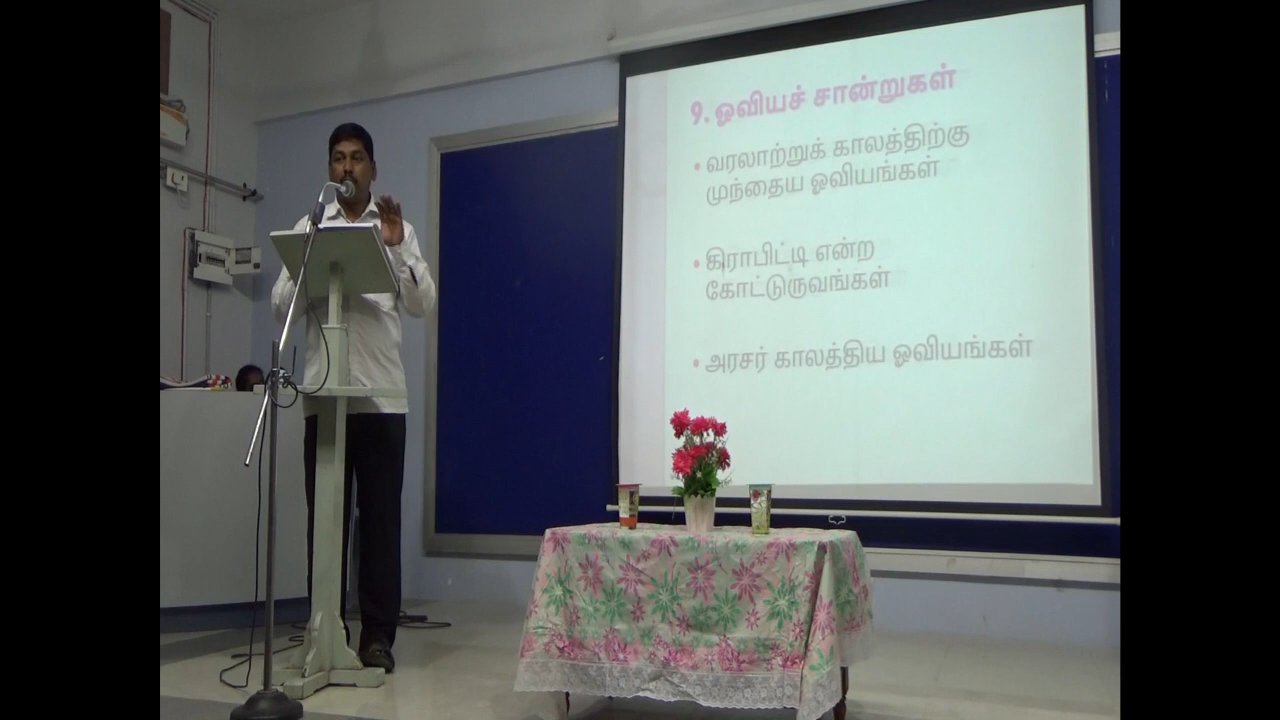 9. ஓவியச் சான்றுகள்
• வரலாற்றுக் காலத்திற்கு
முந்தைய ஓவியங்கள்
• கிராபிட்டி என்ற
கோட்டுருவங்கள்
• அரசர் காலத்திய ஓவியங்கள்